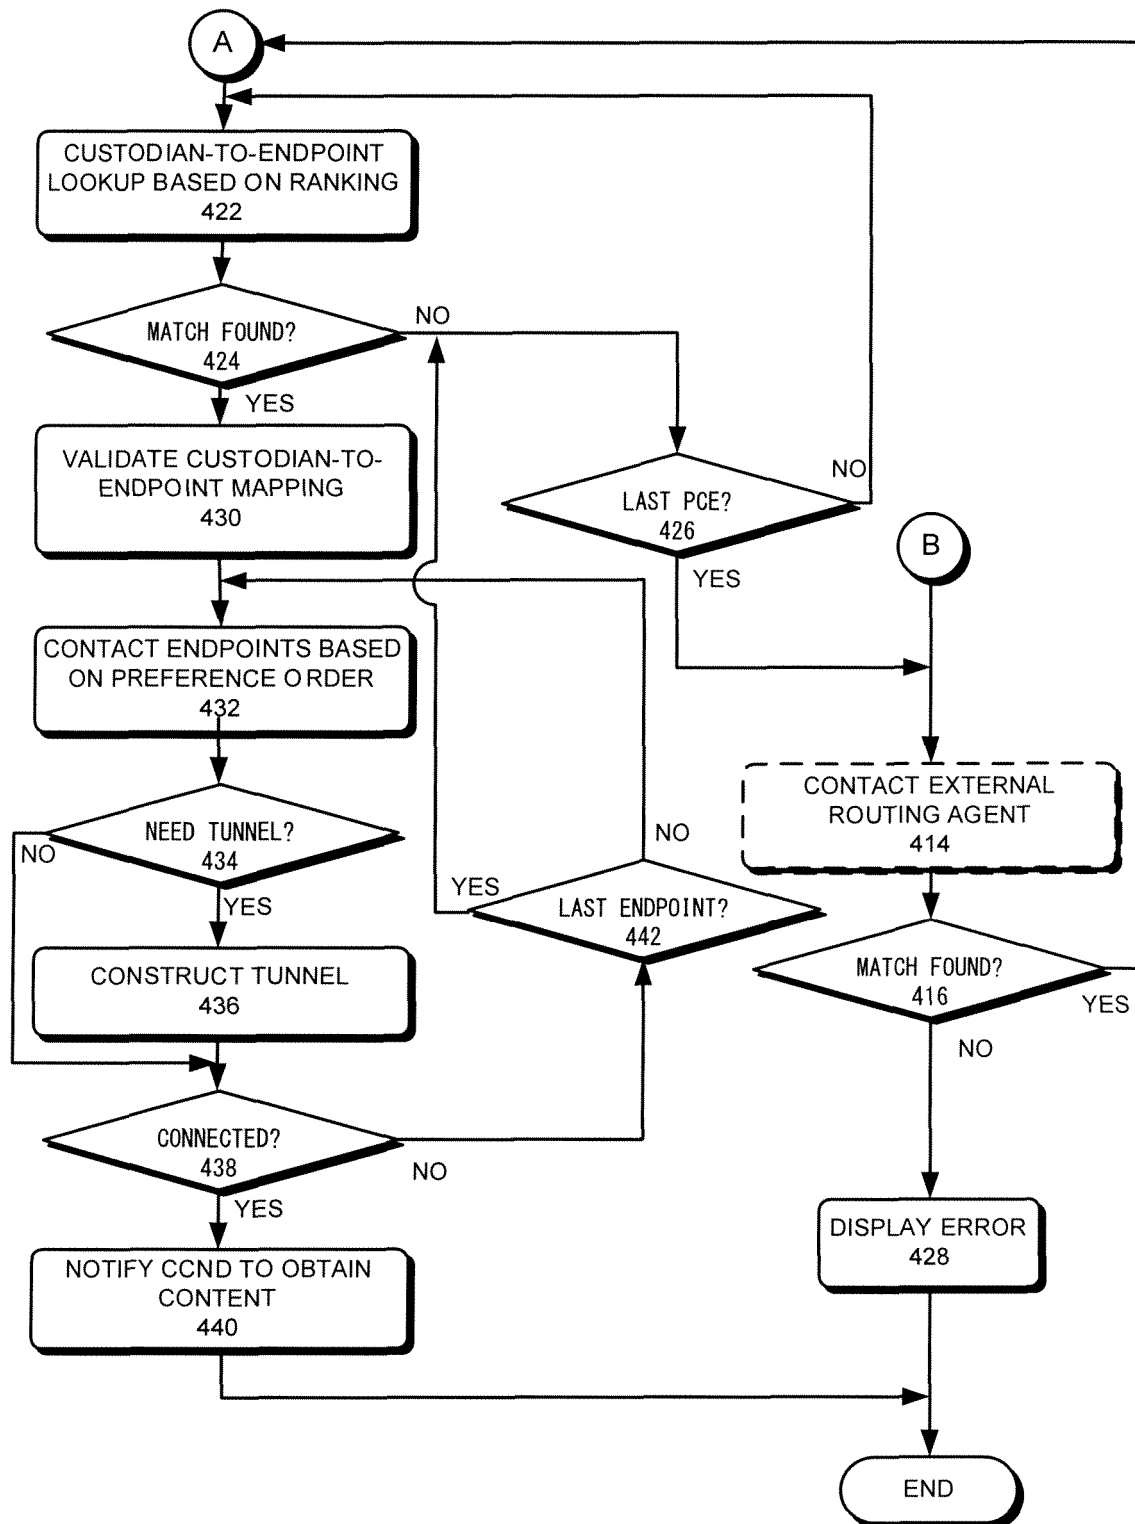 A
CUSTODIAN-TO-ENDPOINT
LOOKUP BASED ON RANKING
422
MATCH FOUND?
424
NO
YES
VALIDATE CUSTODIAN-TO-
ENDPOINT MAPPING
430
LAST PCE?
426
NO
YES
B
CONTACT ENDPOINTS BASED
ON PREFERENCE ORDER
432
NEED TUNNEL?
434
NO
YES
CONSTRUCT TUNNEL
436
CONTACT EXTERNAL
ROUTING AGENT
414
LAST ENDPOINT?
442
NO
YES
MATCH FOUND?
416
YES
NO
CONNECTED?
438
NO
YES
NOTIFY CCND TO OBTAIN
CONTENT
440
DISPLAY ERROR
428
END